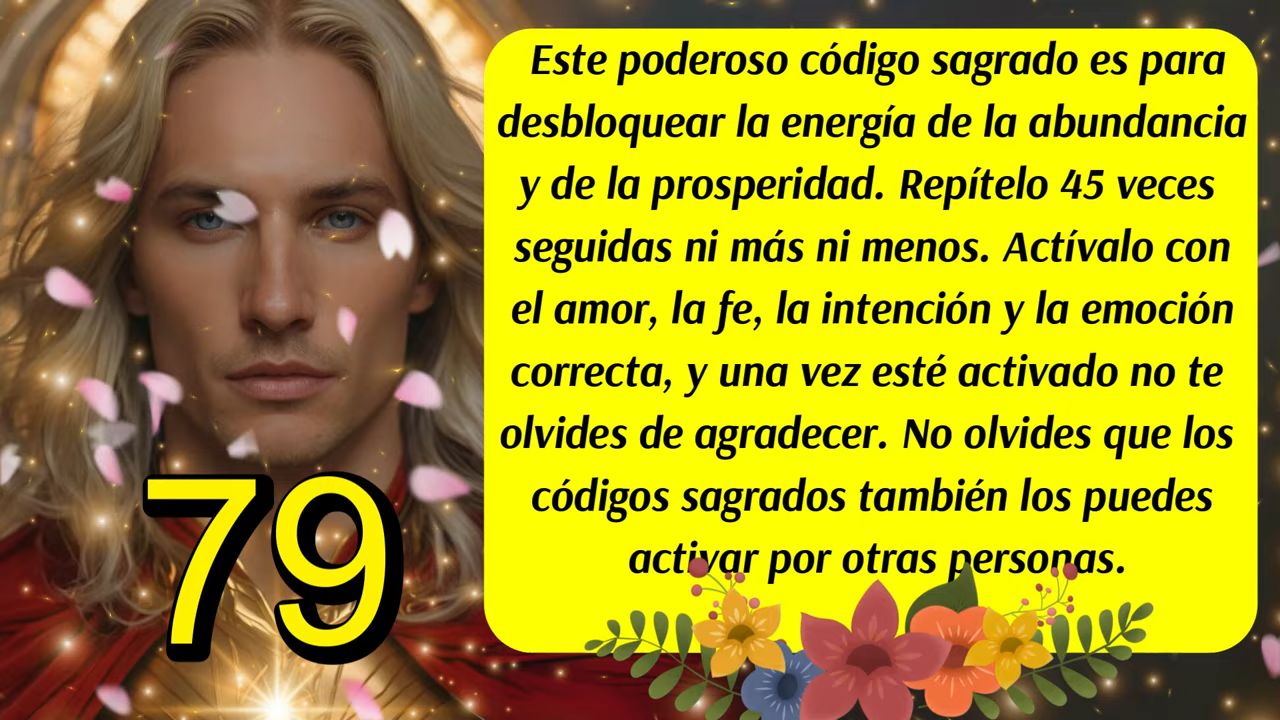 Este poderoso código sagrado es para
desbloquear la energía de la abundancia
y de la prosperidad. Repítelo 45 veces
seguidas ni más ni menos. Actívalo con
el amor, la fe, la intención y la emoción
correcta, y una vez esté activado no te
olvides de agradecer. No olvides que los
códigos sagrados también los puedes
activar por otras personas.
79